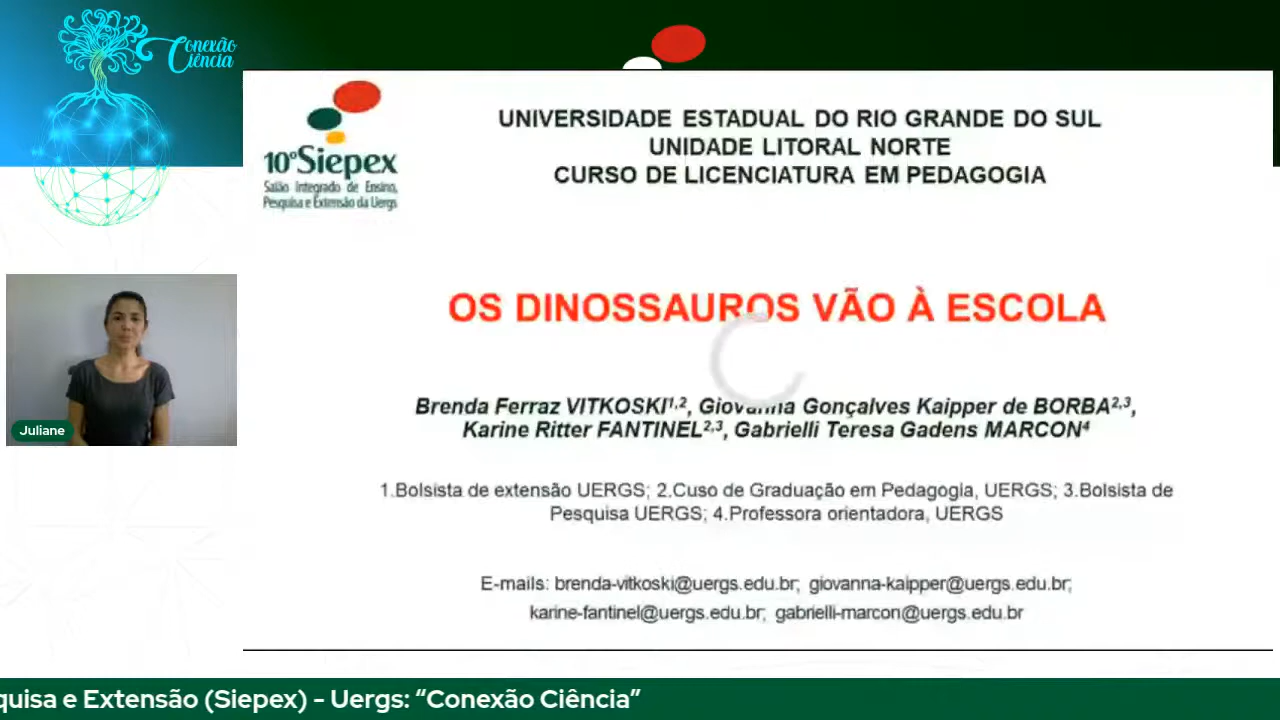 Conexão
Ciência
10º Siepex
Salão Integrado de Ensino,
Pesquisa e Extensão da Uergs
UNIVERSIDADE ESTADUAL DO RIO GRANDE DO SUL
UNIDADE LITORAL NORTE
CURSO DE LICENCIATURA EM PEDAGOGIA
OS DINOSSAUROS VÃO À ESCOLA
Brenda Ferraz VITKOSKI¹,², Giovanna Gonçalves Kaipper de BORBA²,³,
Karine Ritter FANTINEL²,³, Gabrielli Teresa Gadens MARCON⁴
1.Bolsista de extensão UERGS; 2.Cuso de Graduação em Pedagogia, UERGS; 3.Bolsista de
Pesquisa UERGS; 4.Professora orientadora, UERGS
E-mails: brenda-vitkoski@uergs.edu.br; giovanna-kaipper@uergs.edu.br;
karine-fantinel@uergs.edu.br; gabrielli-marcon@uergs.edu.br
Juliane
quisa e Extensão (Siepex) - Uergs: “Conexão Ciência”